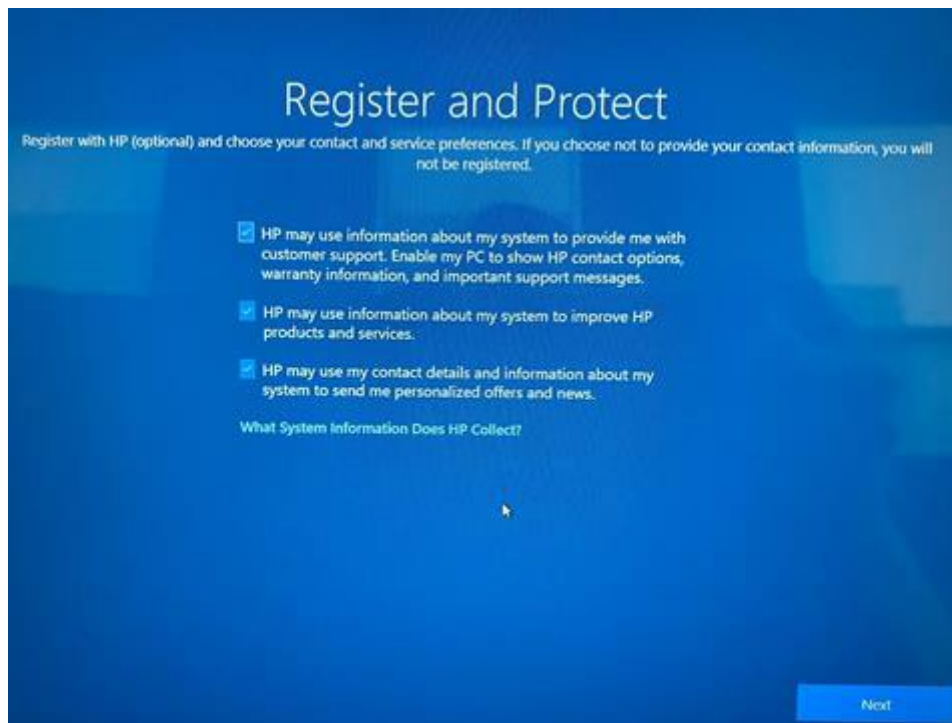 Register and Protect
Register with HP (optional) and choose your contact and service preferences. If you choose not to provide your contact information, you will
not be registered.
HP may use information about my system to provide me with
customer support. Enable my PC to show HP contact options,
warranty information, and important support messages.
HP may use information about my system to improve HP
products and services.
HP may use my contact details and information about my
system to send me personalized offers and news.
What System Information Does HP Collect?
Next